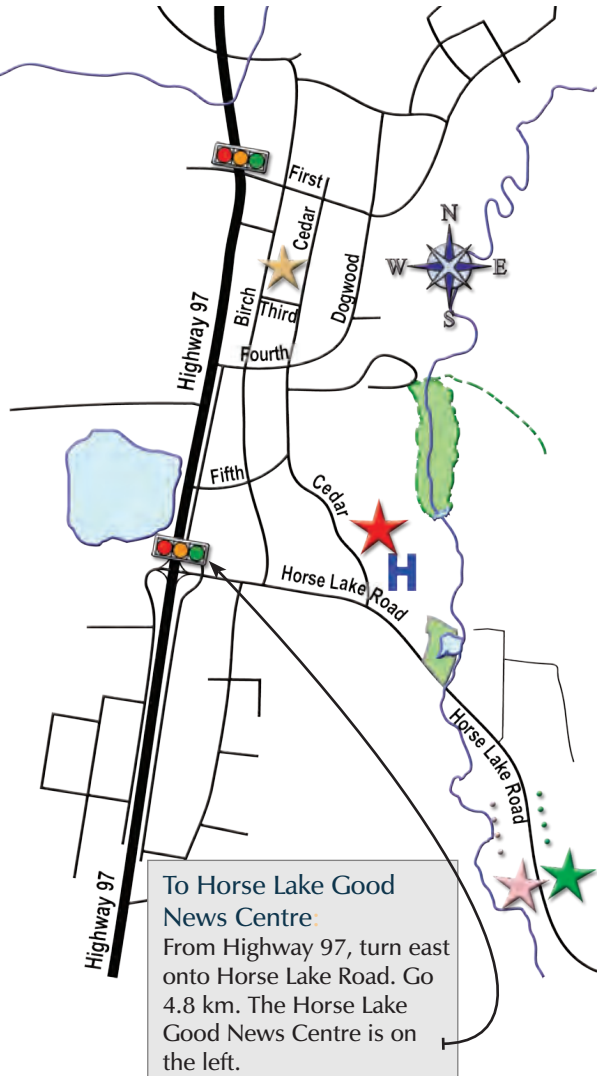 First
Cedar
N
W
E
S
Dogwood
Birch
Third
Highway 97
Fourth
Fifth
Cedar
H
Horse Lake Road
Horse Lake Road
Highway 97
To Horse Lake Good
News Centre:
From Highway 97, turn east
onto Horse Lake Road. Go
4.8 km. The Horse Lake
Good News Centre is on
the left.